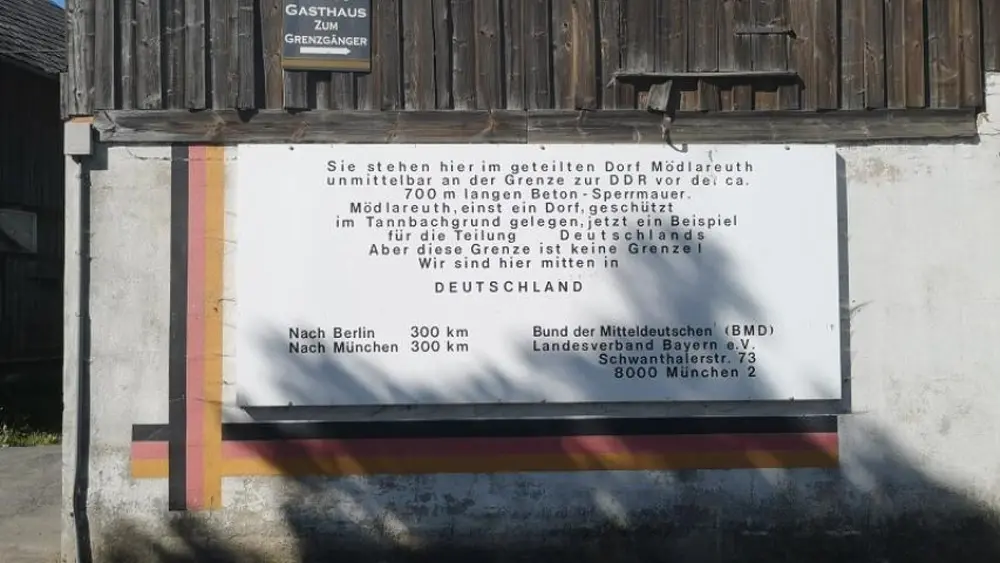 GASTHAUS
ZUM
GRENZGÄNGER
Sie stehen hier im geteilten Dorf Mödlareuth
unmittelbar an der Grenze zur DDR vor der ca.
700 m langen Beton-Sperrmauer.
Mödlareuth, einst ein Dorf, geschützt
im Tannbachgrund gelegen, jetzt ein Beispiel
für die Teilung Deutschlands
Aber diese Grenze ist keine Grenze!
Wir sind hier mitten in
DEUTSCHLAND
Nach Berlin 300 km
Nach München 300 km
Bund der Mitteldeutschen (BMD)
Landesverband Bayern e.V.
Schwanthalerstr. 73
8000 München 2